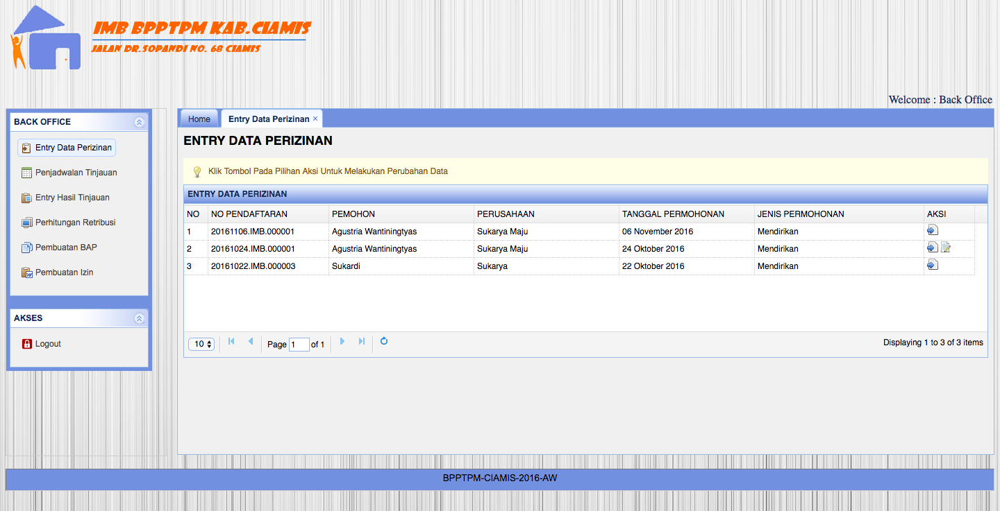 IMB BPPTPM KAB.CIAMIS
JALAN DR.SOPANDI NO. 68 CIAMIS
Welcome : Back Office
BACK OFFICE
Entry Data Perizinan
Penjadwalan Tinjauan
Entry Hasil Tinjauan
Perhitungan Retribusi
Pembuatan BAP
Pembuatan Izin
AKSES
Logout
Home Entry Data Perizinan ×
ENTRY DATA PERIZINAN
Klik Tombol Pada Pilihan Aksi Untuk Melakukan Perubahan Data
ENTRY DATA PERIZINAN
NO NO PENDAFTARAN PEMOHON PERUSAHAAN TANGGAL PERMOHONAN JENIS PERMOHONAN AKSI
1 20161106.IMB.000001 Agustria Wantiningtyas Sukarya Maju 06 November 2016 Mendirikan
2 20161024.IMB.000001 Agustria Wantiningtyas Sukarya Maju 24 Oktober 2016 Mendirikan
3 20161022.IMB.000003 Sukardi Sukarya 22 Oktober 2016 Mendirikan
10 Page 1 of 1 Displaying 1 to 3 of 3 items
BPPTPM-CIAMIS-2016-AW